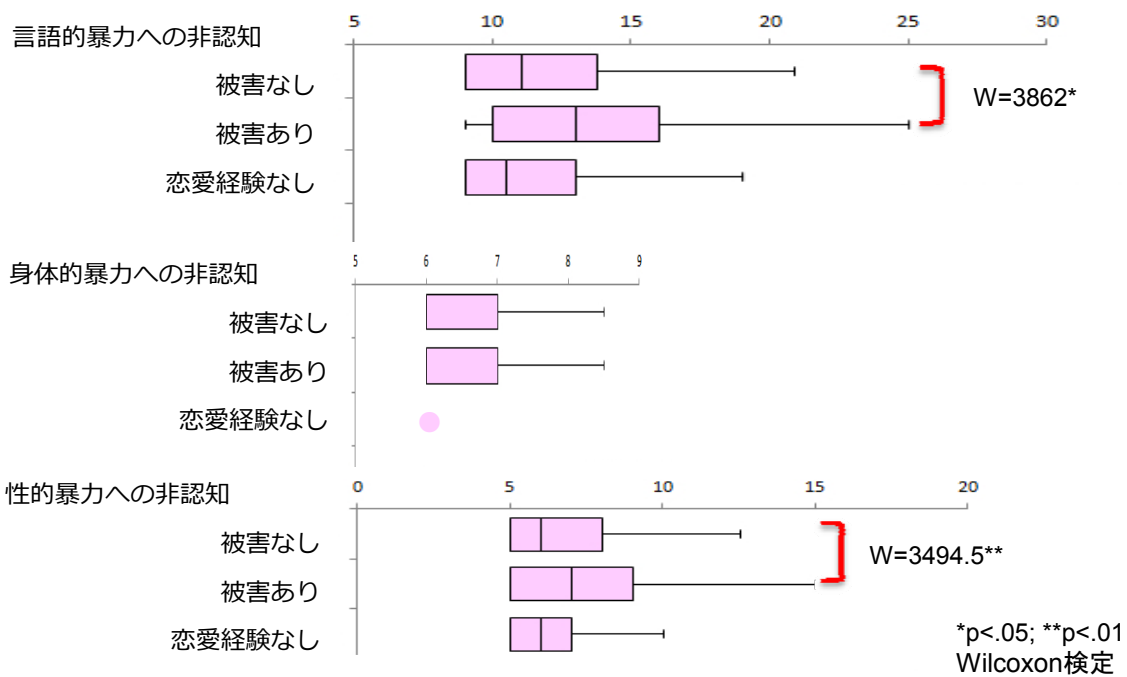 5 10 15 20 25 30
言語的暴力への非認知
被害なし
W=3862*
被害あり
恋愛経験なし
5 6 7 8 9
身体的暴力への非認知
被害なし
被害あり
恋愛経験なし
0 5 10 15 20
性的暴力への非認知
被害なし
W=3494.5**
被害あり
恋愛経験なし
*p<.05; **p<.01
Wilcoxon検定